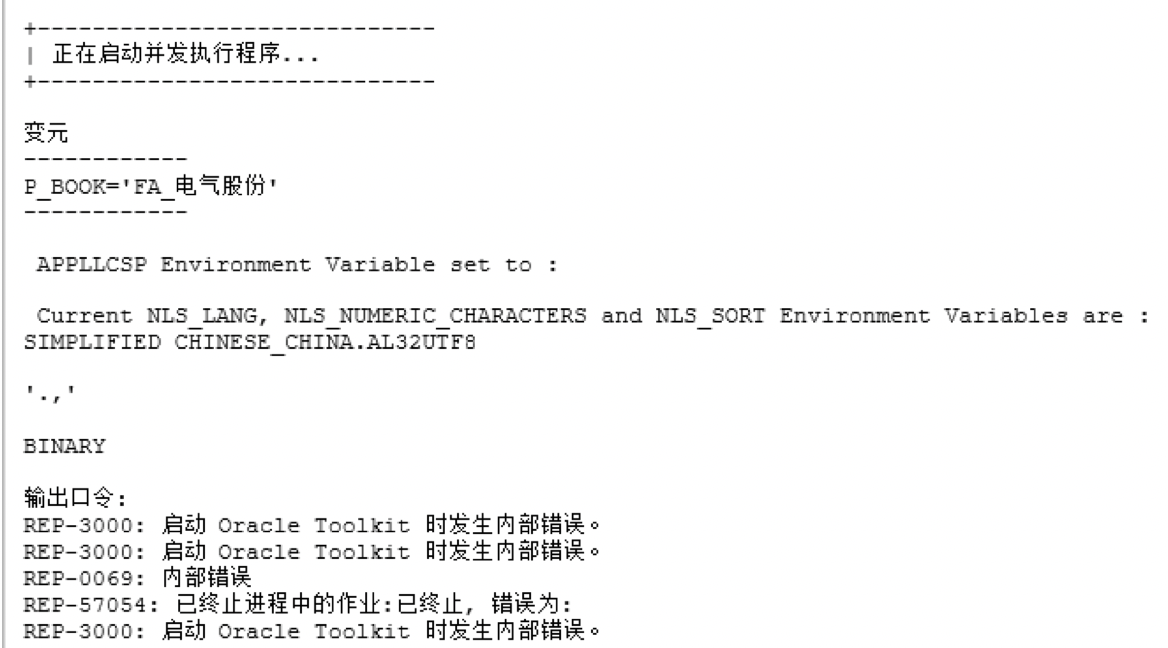 +-----------------------------
| 正在启动并发执行程序...
+-----------------------------
变元
------------
P_BOOK='FA_电气股份'
------------
APPLLCSP Environment Variable set to :
Current NLS_LANG, NLS_NUMERIC_CHARACTERS and NLS_SORT Environment Variables are :
SIMPLIFIED CHINESE_CHINA.AL32UTF8
'.,'
BINARY
输出口令:
REP-3000: 启动 Oracle Toolkit 时发生内部错误。
REP-3000: 启动 Oracle Toolkit 时发生内部错误。
REP-0069: 内部错误
REP-57054: 已终止进程中的作业:已终止, 错误为:
REP-3000: 启动 Oracle Toolkit 时发生内部错误。